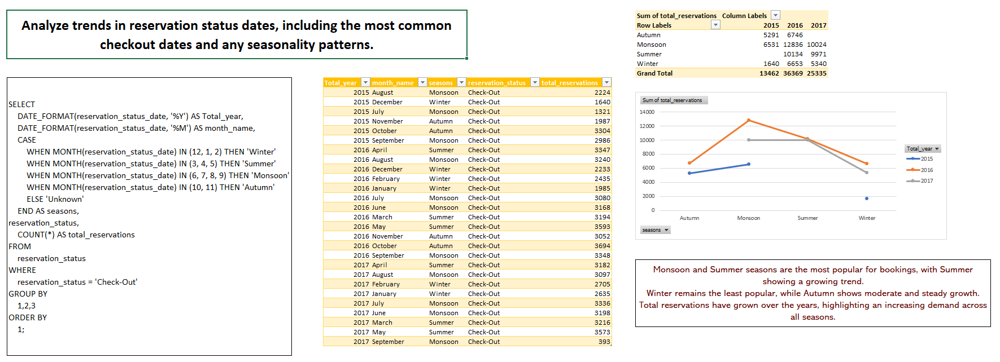 Analyze trends in reservation status dates, including the most common
checkout dates and any seasonality patterns.
SELECT
DATE_FORMAT(reservation_status_date, '%Y') AS Total_year,
DATE_FORMAT(reservation_status_date, '%M') AS month_name,
CASE
WHEN MONTH(reservation_status_date) IN (12, 1, 2) THEN 'Winter'
WHEN MONTH(reservation_status_date) IN (3, 4, 5) THEN 'Summer'
WHEN MONTH(reservation_status_date) IN (6, 7, 8, 9) THEN 'Monsoon'
WHEN MONTH(reservation_status_date) IN (10, 11) THEN 'Autumn'
ELSE 'Unknown'
END AS seasons,
reservation_status,
COUNT(*) AS total_reservations
FROM
reservation_status
WHERE
reservation_status = 'Check-Out'
GROUP BY
1,2,3
ORDER BY
1;
Total_year month_name seasons reservation_status total_reservations
2015 August Monsoon Check-Out 2224
2015 December Winter Check-Out 1640
2015 July Monsoon Check-Out 1321
2015 November Autumn Check-Out 1987
2015 October Autumn Check-Out 3304
2015 September Monsoon Check-Out 2986
2016 April Summer Check-Out 3347
2016 August Monsoon Check-Out 3240
2016 December Winter Check-Out 2233
2016 February Winter Check-Out 2435
2016 January Winter Check-Out 1985
2016 July Monsoon Check-Out 3080
2016 June Monsoon Check-Out 3168
2016 March Summer Check-Out 3194
2016 May Summer Check-Out 3593
2016 November Autumn Check-Out 3052
2016 October Autumn Check-Out 3694
2016 September Monsoon Check-Out 3348
2017 April Summer Check-Out 3182
2017 August Monsoon Check-Out 3097
2017 February Winter Check-Out 2705
2017 January Winter Check-Out 2635
2017 July Monsoon Check-Out 3336
2017 June Monsoon Check-Out 3198
2017 March Summer Check-Out 3216
2017 May Summer Check-Out 3573
2017 September Monsoon Check-Out 393
Sum of total_reservations Column Labels
Row Labels 2015 2016 2017
Autumn 5291 6746
Monsoon 6531 12836 10024
Summer 10134 9971
Winter 1640 6653 5340
Grand Total 13462 36369 25335
Sum of total_reservations
14000
12000
10000
8000
6000
4000
2000
0
Autumn Monsoon Summer Winter
Total_year
2015
2016
2017
seasons
Monsoon and Summer seasons are the most popular for bookings, with Summer
showing a growing trend.
Winter remains the least popular, while Autumn shows moderate and steady growth.
Total reservations have grown over the years, highlighting an increasing demand across
all seasons.